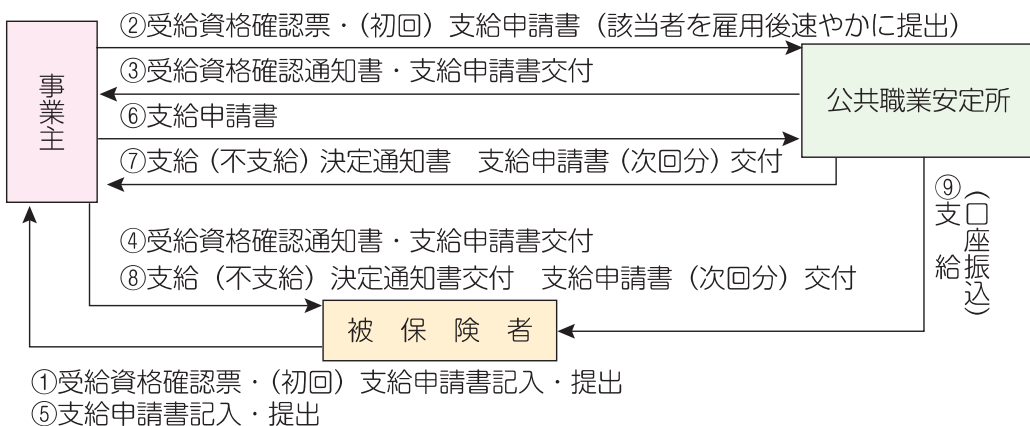 ②受給資格確認票・(初回) 支給申請書 (該当者を雇用後速やかに提出)
③受給資格確認通知書・支給申請書交付
⑥支給申請書
⑦支給 (不支給) 決定通知書　支給申請書 (次回分) 交付
事業主
公共職業安定所
⑨支給
(口座振込)
④受給資格確認通知書・支給申請書交付
⑧支給 (不支給) 決定通知書交付　支給申請書 (次回分) 交付
被保険者
①受給資格確認票・(初回) 支給申請書記入・提出
⑤支給申請書記入・提出